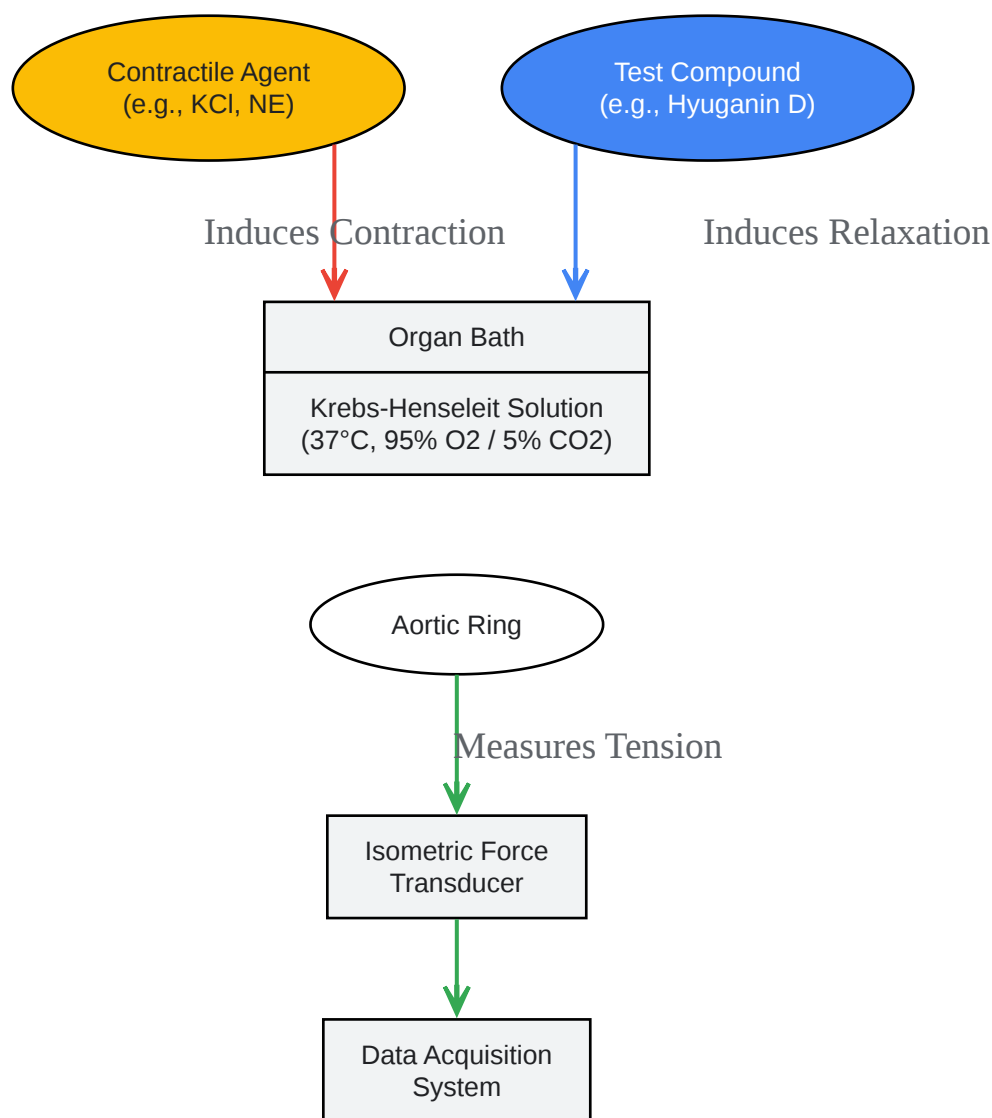 Contractile Agent
(e.g., KCl, NE)
Test Compound
(e.g., Hyuganin D)
Induces Contraction
Induces Relaxation
Organ Bath
Krebs-Henseleit Solution
(37°C, 95% O2 / 5% CO2)
Aortic Ring
Measures Tension
Isometric Force
Transducer
Data Acquisition
System